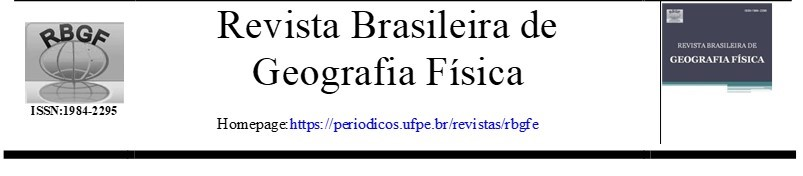 RBGF
ISSN:1984-2295
Revista Brasileira de
Geografia Física
Homepage:https://periodicos.ufpe.br/revistas/rbgfe
REVISTA BRASILEIRA DE
GEOGRAFIA FÍSICA